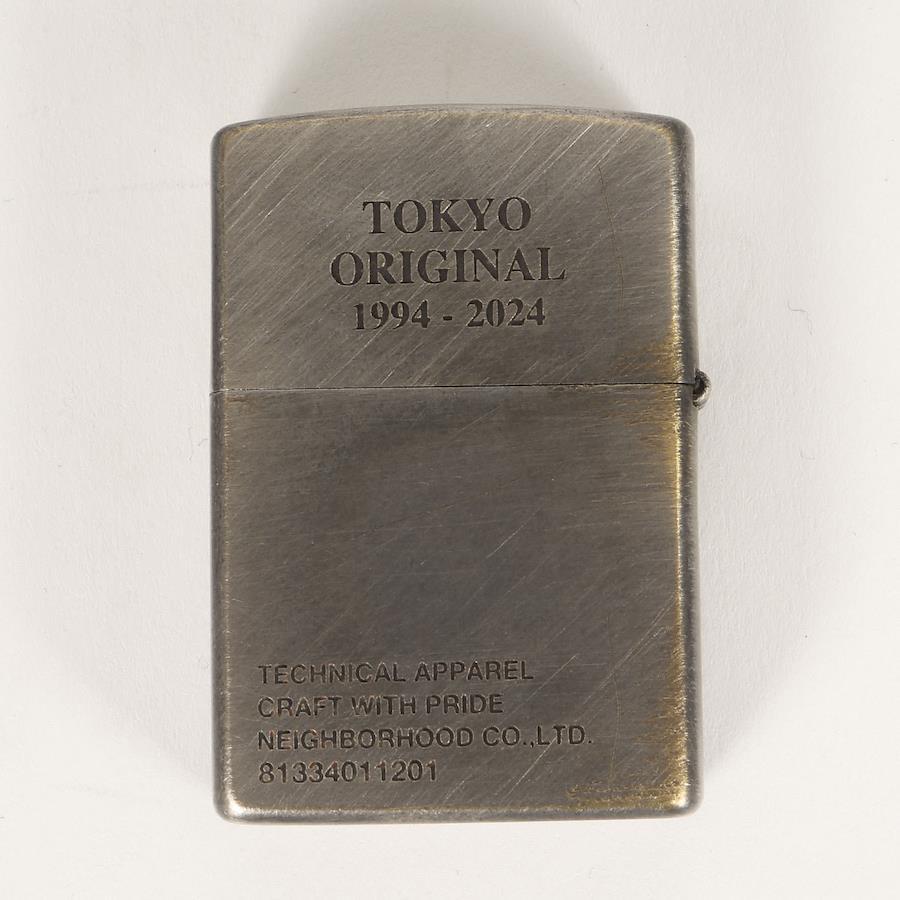 TOKYO
ORIGINAL
1994 - 2024
TECHNICAL APPAREL
CRAFT WITH PRIDE
NEIGHBORHOOD CO.,LTD.
81334011201